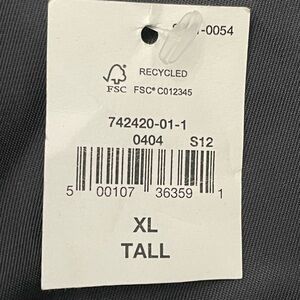 -0054
RECYCLED
FSC FSC® C012345
742420-01-1
0404 S12
5 00107 36359 1
XL
TALL